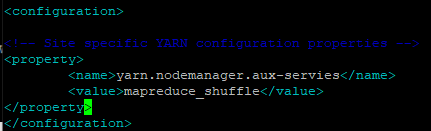 <configuration>
<!-- Site specific YARN configuration properties -->
<property>
<name>yarn.nodemanager.aux-servies</name>
<value>mapreduce_shuffle</value>
</property>
</configuration>